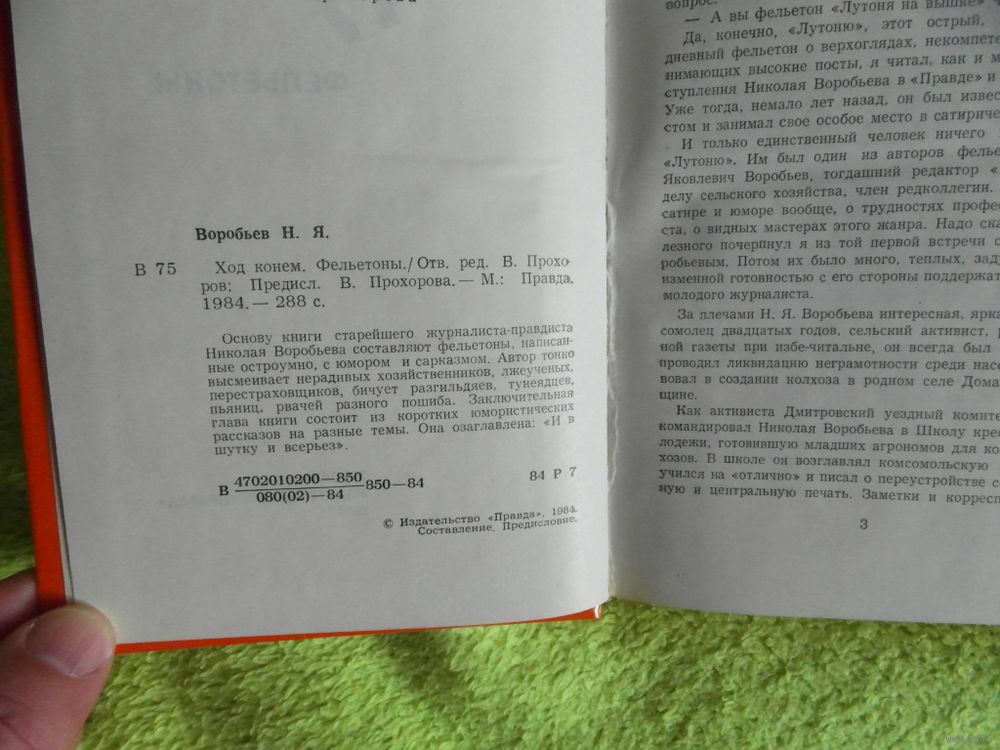 ФЕЛЬЕТОНЫ
Воробьев Н. Я.
В 75
Ход конем. Фельетоны./Отв. ред. В. Прохо-
ров; Предисл. В. Прохорова.— М.: Правда,
1984.— 288 с.
Основу книги старейшего журналиста-правдиста
Николая Воробьева составляют фельетоны, написан-
ные остроумно, с юмором и сарказмом. Автор тонко
высмеивает нерадивых хозяйственников, лжеученых,
перестраховщиков, бичует разгильдяев, тунеядцев,
пьяниц, рвачей разного пошиба. Заключительная
глава книги состоит из коротких юмористических
рассказов на разные темы. Она озаглавлена: «И в
шутку и всерьез».
В 4702010200—850
080(02)—84 850—84
84 Р 7
© Издательство «Правда», 1984.
Составление. Предисловие.
вопрос:
— А вы фельетон «Лутоня на вышке»
Да, конечно, «Лутоню», этот острый,
дневный фельетон о верхоглядах, некомпете
нимающих высокие посты, я читал, как и м
ступления Николая Воробьева в «Правде» и
Уже тогда, немало лет назад, он был извес
стом и занимал свое особое место в сатириче
И только единственный человек ничего
«Лутоню». Им был один из авторов фелье
Яковлевич Воробьев, тогдашний редактор «
делу сельского хозяйства, член редколлегии.
сатире и юморе вообще, о трудностях профес
ста, о видных мастерах этого жанра. Надо ска
лезного почерпнул я из той первой встречи с
робьевым. Потом их было много, теплых, зад
изменной готовностью с его стороны поддержат
молодого журналиста.
За плечами Н. Я. Воробьева интересная, ярка
сомолец двадцатых годов, сельский активист,
ной газеты при избе-читальне, он всегда был
проводил ликвидацию неграмотности среди насе
вовал в создании колхоза в родном селе Дома
щине.
Как активиста Дмитровский уездный комите
командировал Николая Воробьева в Школу крес
лодежи, готовившую младших агрономов для ко
хозов. В школе он возглавлял комсомольскую
учился на «отлично» и писал о переустройстве с
ную и центральную печать. Заметки и корресп
3